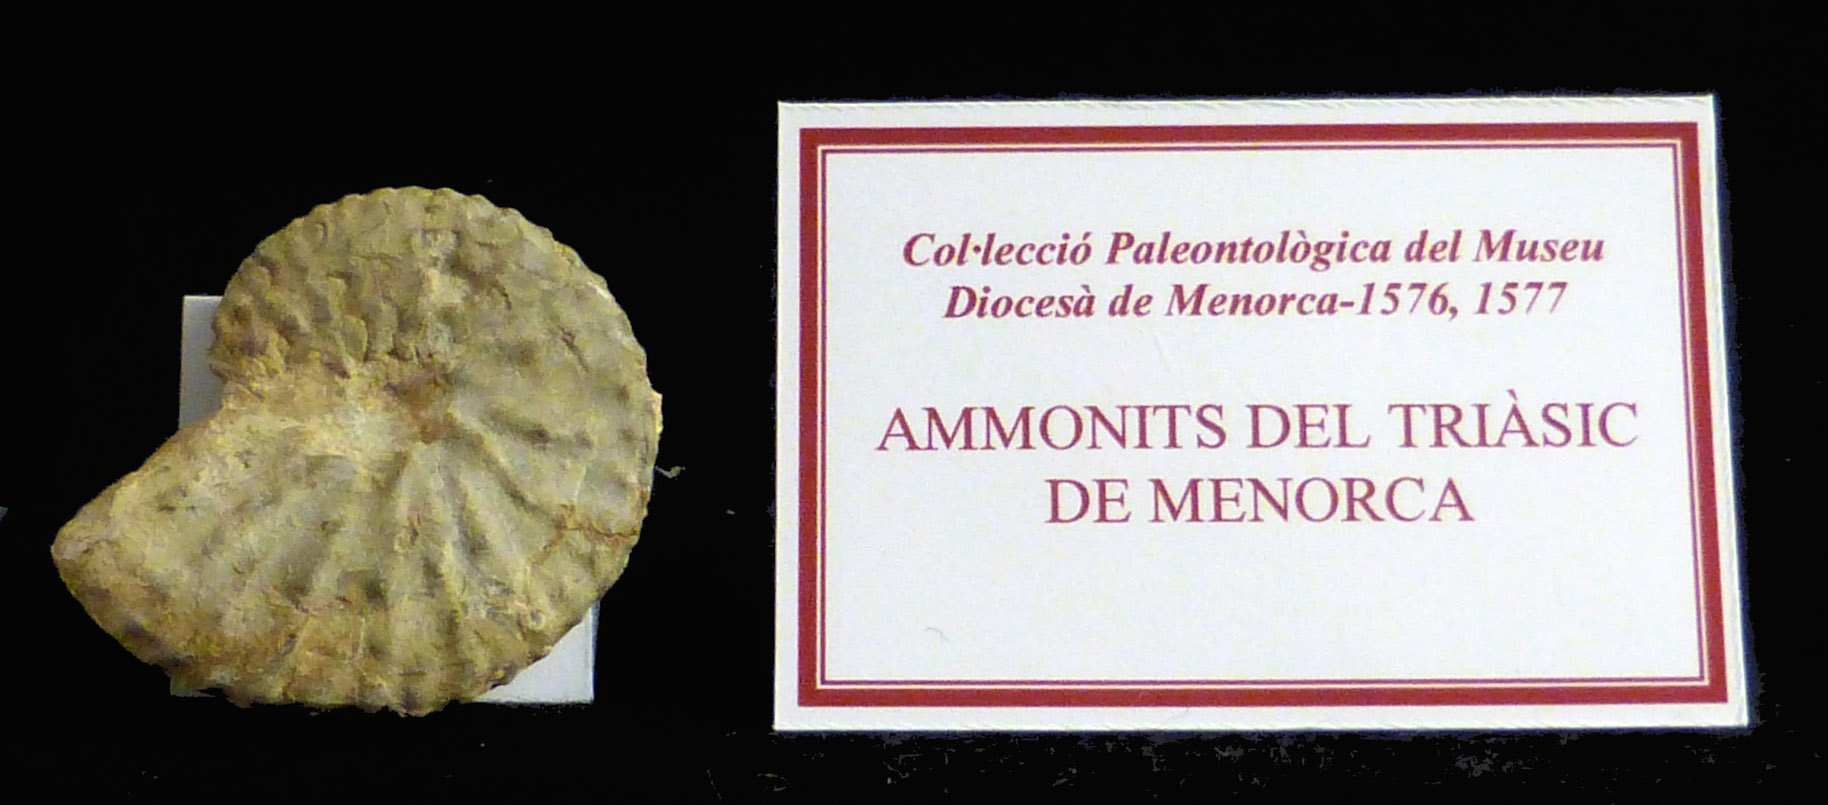 Col·lecció Paleontològica del Museu
Diocesà de Menorca-1576, 1577
AMMONITS DEL TRIÀSIC
DE MENORCA